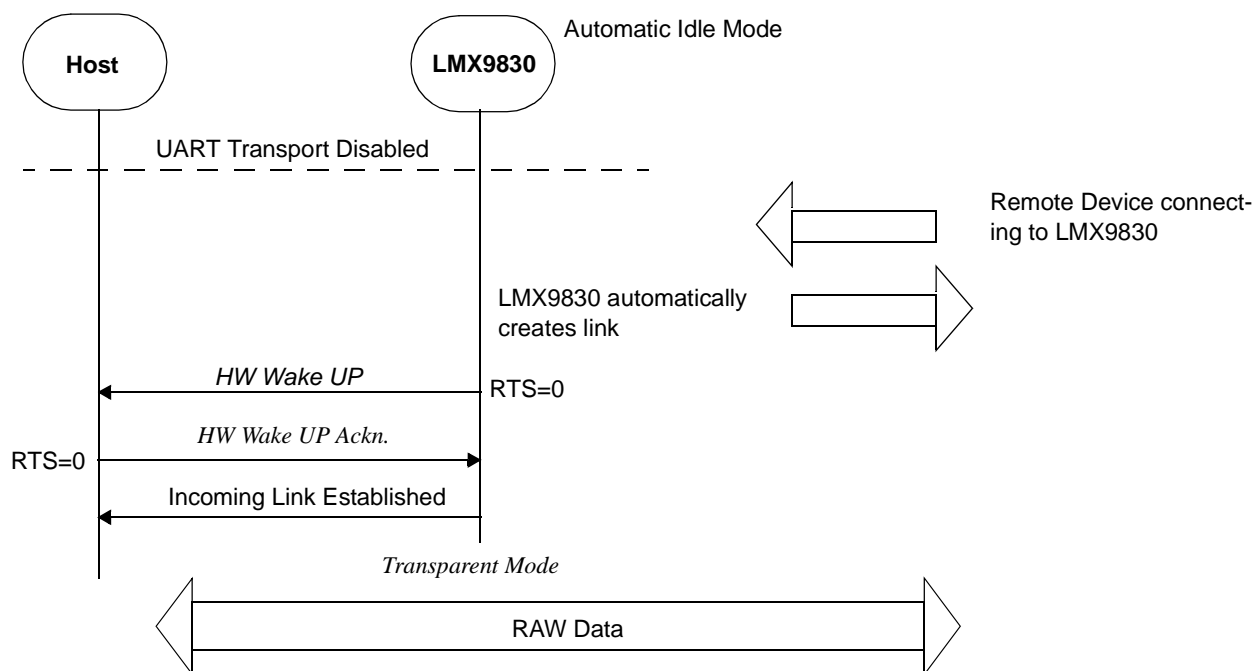 Automatic Idle Mode
Host
LMX9830
UART Transport Disabled
Remote Device connect-
ing to LMX9830
LMX9830 automatically
creates link
HW Wake UP
RTS=0
HW Wake UP Ackn.
RTS=0
Incoming Link Established
Transparent Mode
RAW Data